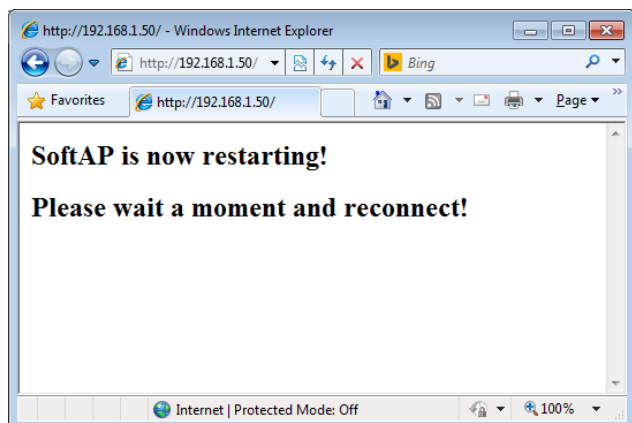 http://192.168.1.50/ - Windows Internet Explorer
http://192.168.1.50/ Bing
Favorites http://192.168.1.50/ Page
SoftAP is now restarting!
Please wait a moment and reconnect!
Internet | Protected Mode: Off 100%